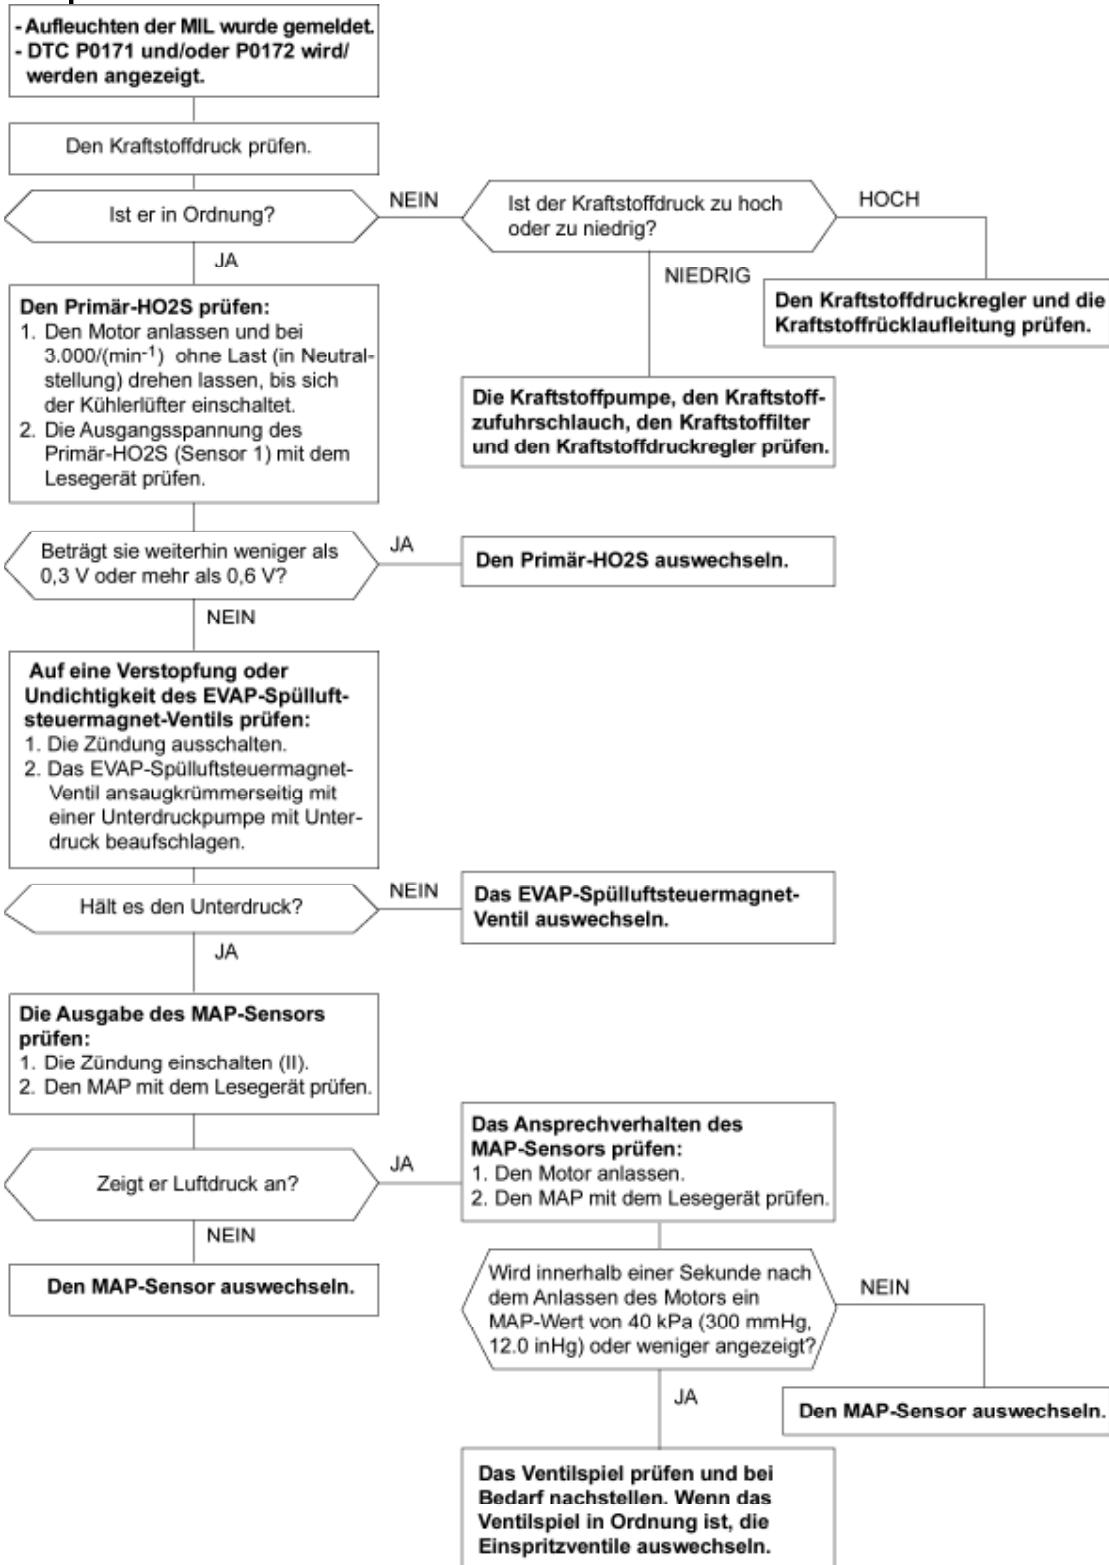 - Aufleuchten der MIL wurde gemeldet.
- DTC P0171 und/oder P0172 wird/
werden angezeigt.
Den Kraftstoffdruck prüfen.
Ist er in Ordnung?
NEIN
Ist der Kraftstoffdruck zu hoch
oder zu niedrig?
HOCH
JA
NIEDRIG
Den Kraftstoffdruckregler und die
Kraftstoffrücklaufleitung prüfen.
Die Kraftstoffpumpe, den Kraftstoff-
zufuhrschlauch, den Kraftstoffilter
und den Kraftstoffdruckregler prüfen.
Den Primär-HO2S prüfen:
1. Den Motor anlassen und bei
3.000/(min-1) ohne Last (in Neutral-
stellung) drehen lassen, bis sich
der Kühlerlüfter einschaltet.
2. Die Ausgangsspannung des
Primär-HO2S (Sensor 1) mit dem
Lesegerät prüfen.
Beträgt sie weiterhin weniger als
0,3 V oder mehr als 0,6 V?
JA
Den Primär-HO2S auswechseln.
NEIN
Auf eine Verstopfung oder
Undichtigkeit des EVAP-Spülluft-
steuermagnet-Ventils prüfen:
1. Die Zündung ausschalten.
2. Das EVAP-Spülluftsteuermagnet-
Ventil ansaugkrümmerseitig mit
einer Unterdruckpumpe mit Unter-
druck beaufschlagen.
Hält es den Unterdruck?
NEIN
Das EVAP-Spülluftsteuermagnet-
Ventil auswechseln.
JA
Die Ausgabe des MAP-Sensors
prüfen:
1. Die Zündung einschalten (II).
2. Den MAP mit dem Lesegerät prüfen.
Zeigt er Luftdruck an?
JA
Das Ansprechverhalten des
MAP-Sensors prüfen:
1. Den Motor anlassen.
2. Den MAP mit dem Lesegerät prüfen.
NEIN
Den MAP-Sensor auswechseln.
Wird innerhalb einer Sekunde nach
dem Anlassen des Motors ein
MAP-Wert von 40 kPa (300 mmHg,
12.0 inHg) oder weniger angezeigt?
NEIN
Den MAP-Sensor auswechseln.
JA
Das Ventilspiel prüfen und bei
Bedarf nachstellen. Wenn das
Ventilspiel in Ordnung ist, die
Einspritzventile auswechseln.